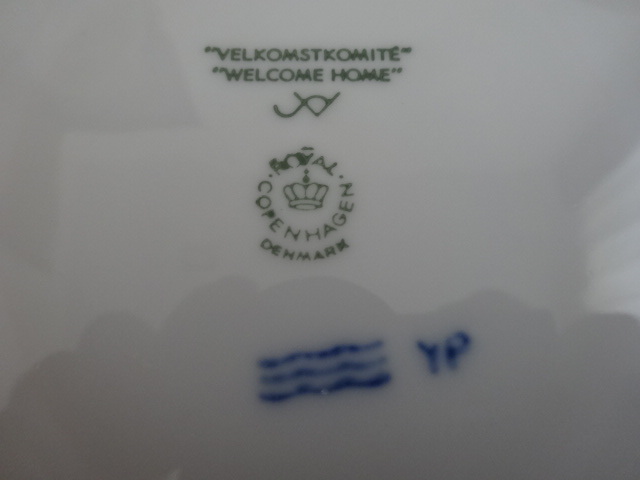 "VELKOMSTKOMITÉ"
"WELCOME HOME"
ROYAL
COPENHAGEN
DENMARK
YP